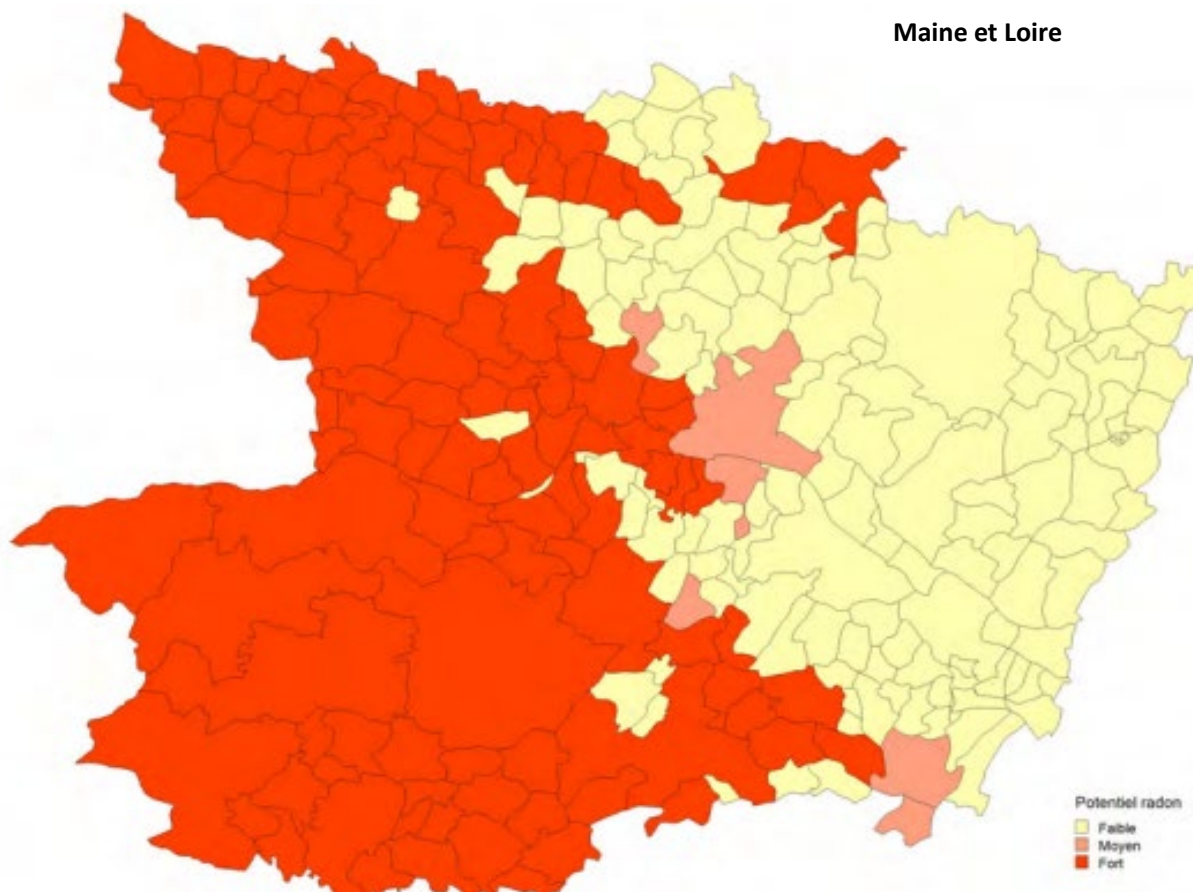 Maine et Loire
Potentiel radon
Faible
Moyen
Fort